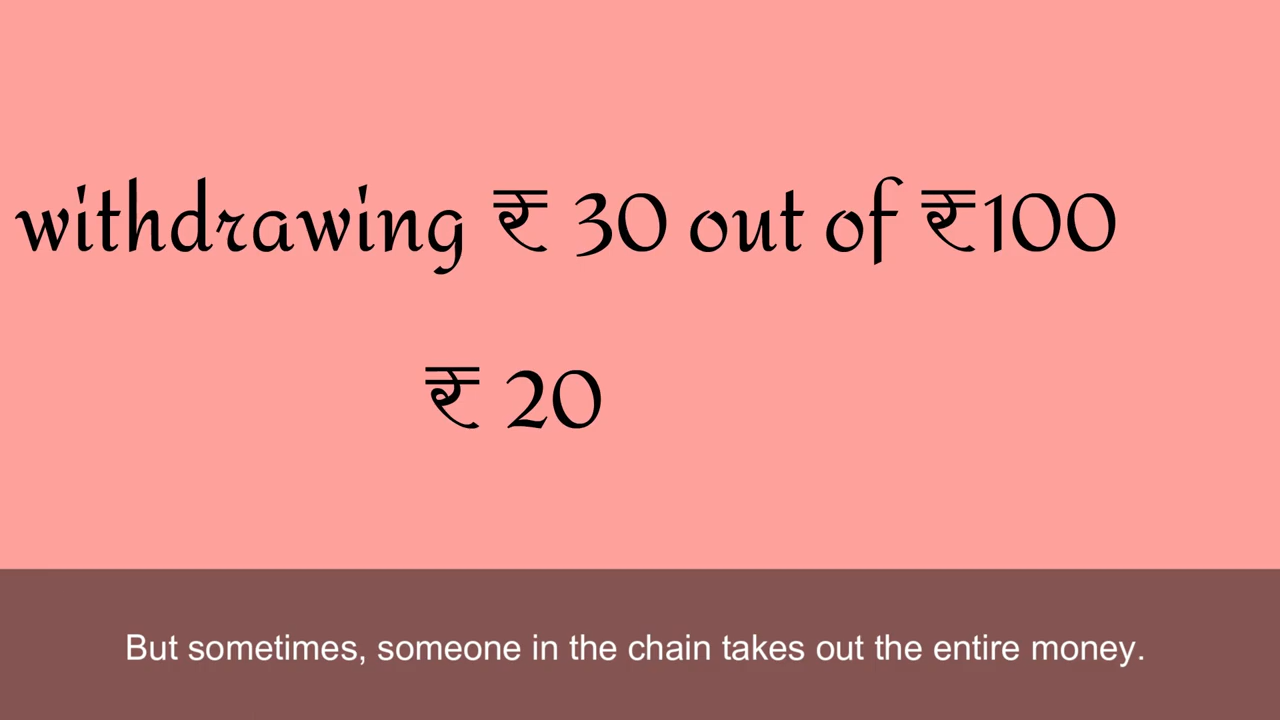 withdrawing ₹ 30 out of ₹100
₹ 20
But sometimes, someone in the chain takes out the entire money.